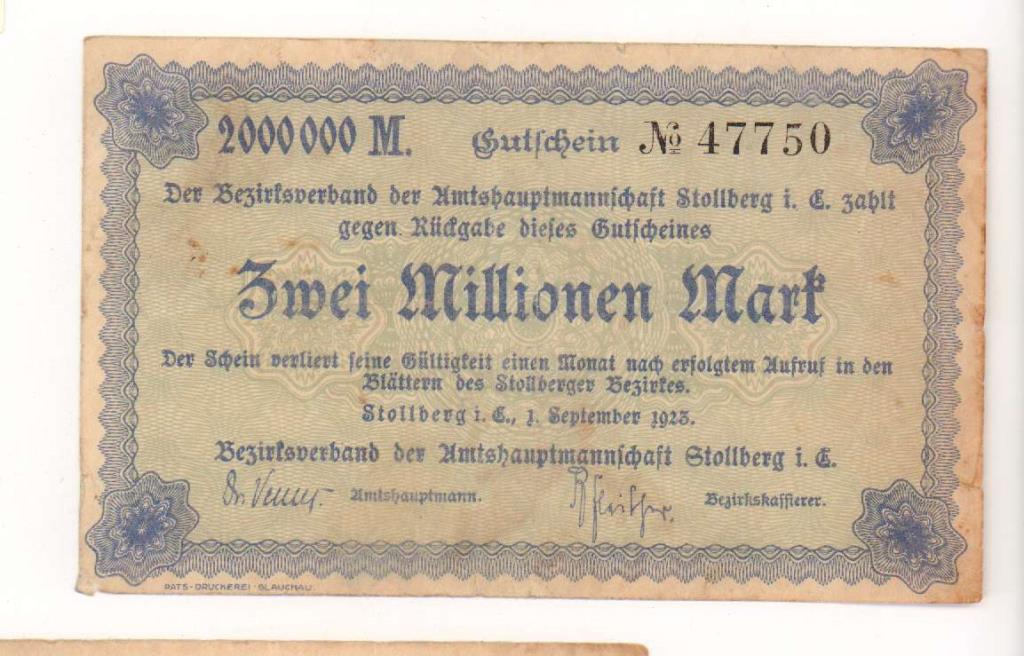 2000000 M. Gutschein № 47750
Der Bezirksverband der Amtshauptmannschaft Stollberg i. E. zahlt
gegen Rückgabe dieses Gutscheines
Zwei Millionen Mark
Der Schein verliert seine Gültigkeit einen Monat nach erfolgtem Aufruf in den
Blättern des Stollberger Bezirkes.
Stollberg i. E., 1. September 1923.
Bezirksverband der Amtshauptmannschaft Stollberg i. E.
Dr. Amtshauptmann. Bezirkskassierer.
RATS-DRUCKEREI GLAUCHAU.